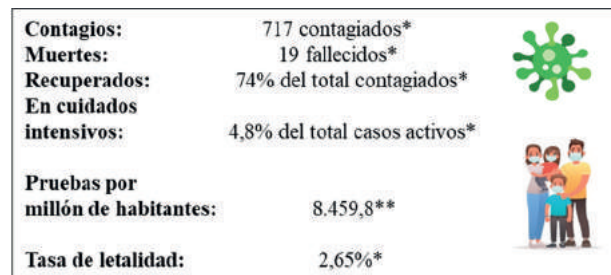 Contagios: 717 contagiados*
Muertes: 19 fallecidos*
Recuperados: 74% del total contagiados*
En cuidados
intensivos: 4,8% del total casos activos*
Pruebas por
millón de habitantes: 8.459,8**
Tasa de letalidad: 2,65%*